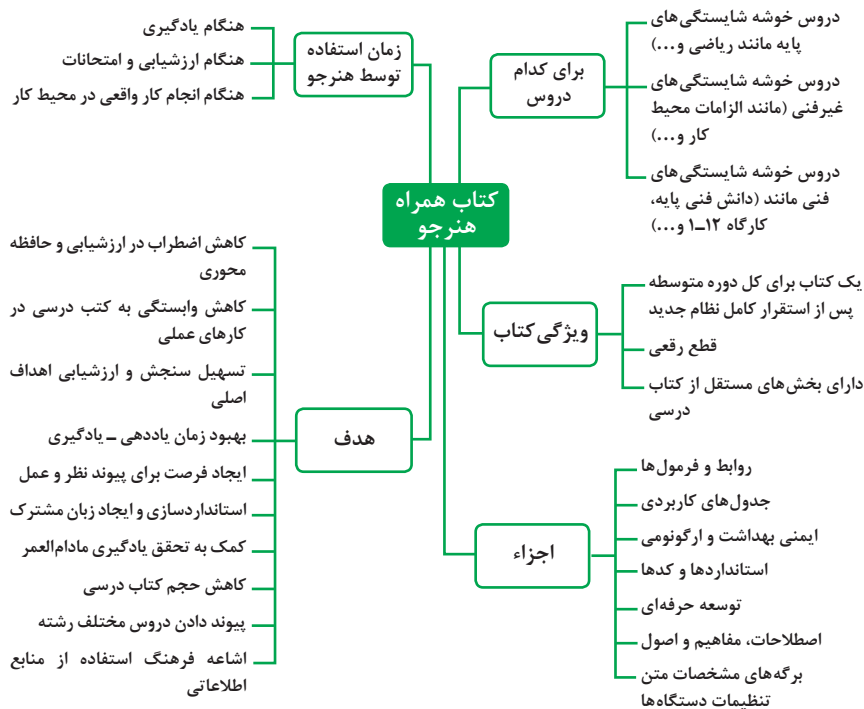 کتاب همراه
هنرجو
برای کدام
دروس
دروس خوشه شایستگی‌های
پایه مانند ریاضی و...)
دروس خوشه شایستگی‌های
غیرفنی (مانند الزامات محیط
کار و...)
دروس خوشه شایستگی‌های
فنی مانند (دانش فنی پایه،
کارگاه ۱۲ــ۱ و...)
ویژگی کتاب
یک کتاب برای کل دوره متوسطه
پس از استقرار کامل نظام جدید
قطع رقعی
دارای بخش‌های مستقل از کتاب
درسی
اجزاء
روابط و فرمول‌ها
جدول‌های کاربردی
ایمنی بهداشت و ارگونومی
استانداردها و کدها
توسعه حرفه‌ای
اصطلاحات، مفاهیم و اصول
برگه‌های مشخصات متن
تنظیمات دستگاه‌ها
زمان استفاده
توسط هنرجو
هنگام یادگیری
هنگام ارزشیابی و امتحانات
هنگام انجام کار واقعی در محیط کار
هدف
کاهش اضطراب در ارزشیابی و حافظه
محوری
کاهش وابستگی به کتب درسی در
کارهای عملی
تسهیل سنجش و ارزشیابی اهداف
اصلی
بهبود زمان یاددهی ــ یادگیری
ایجاد فرصت برای پیوند نظر و عمل
استانداردسازی و ایجاد زبان مشترک
کمک به تحقق یادگیری مادام‌العمر
کاهش حجم کتاب درسی
پیوند دادن دروس مختلف رشته
اشاعه فرهنگ استفاده از منابع
اطلاعاتی